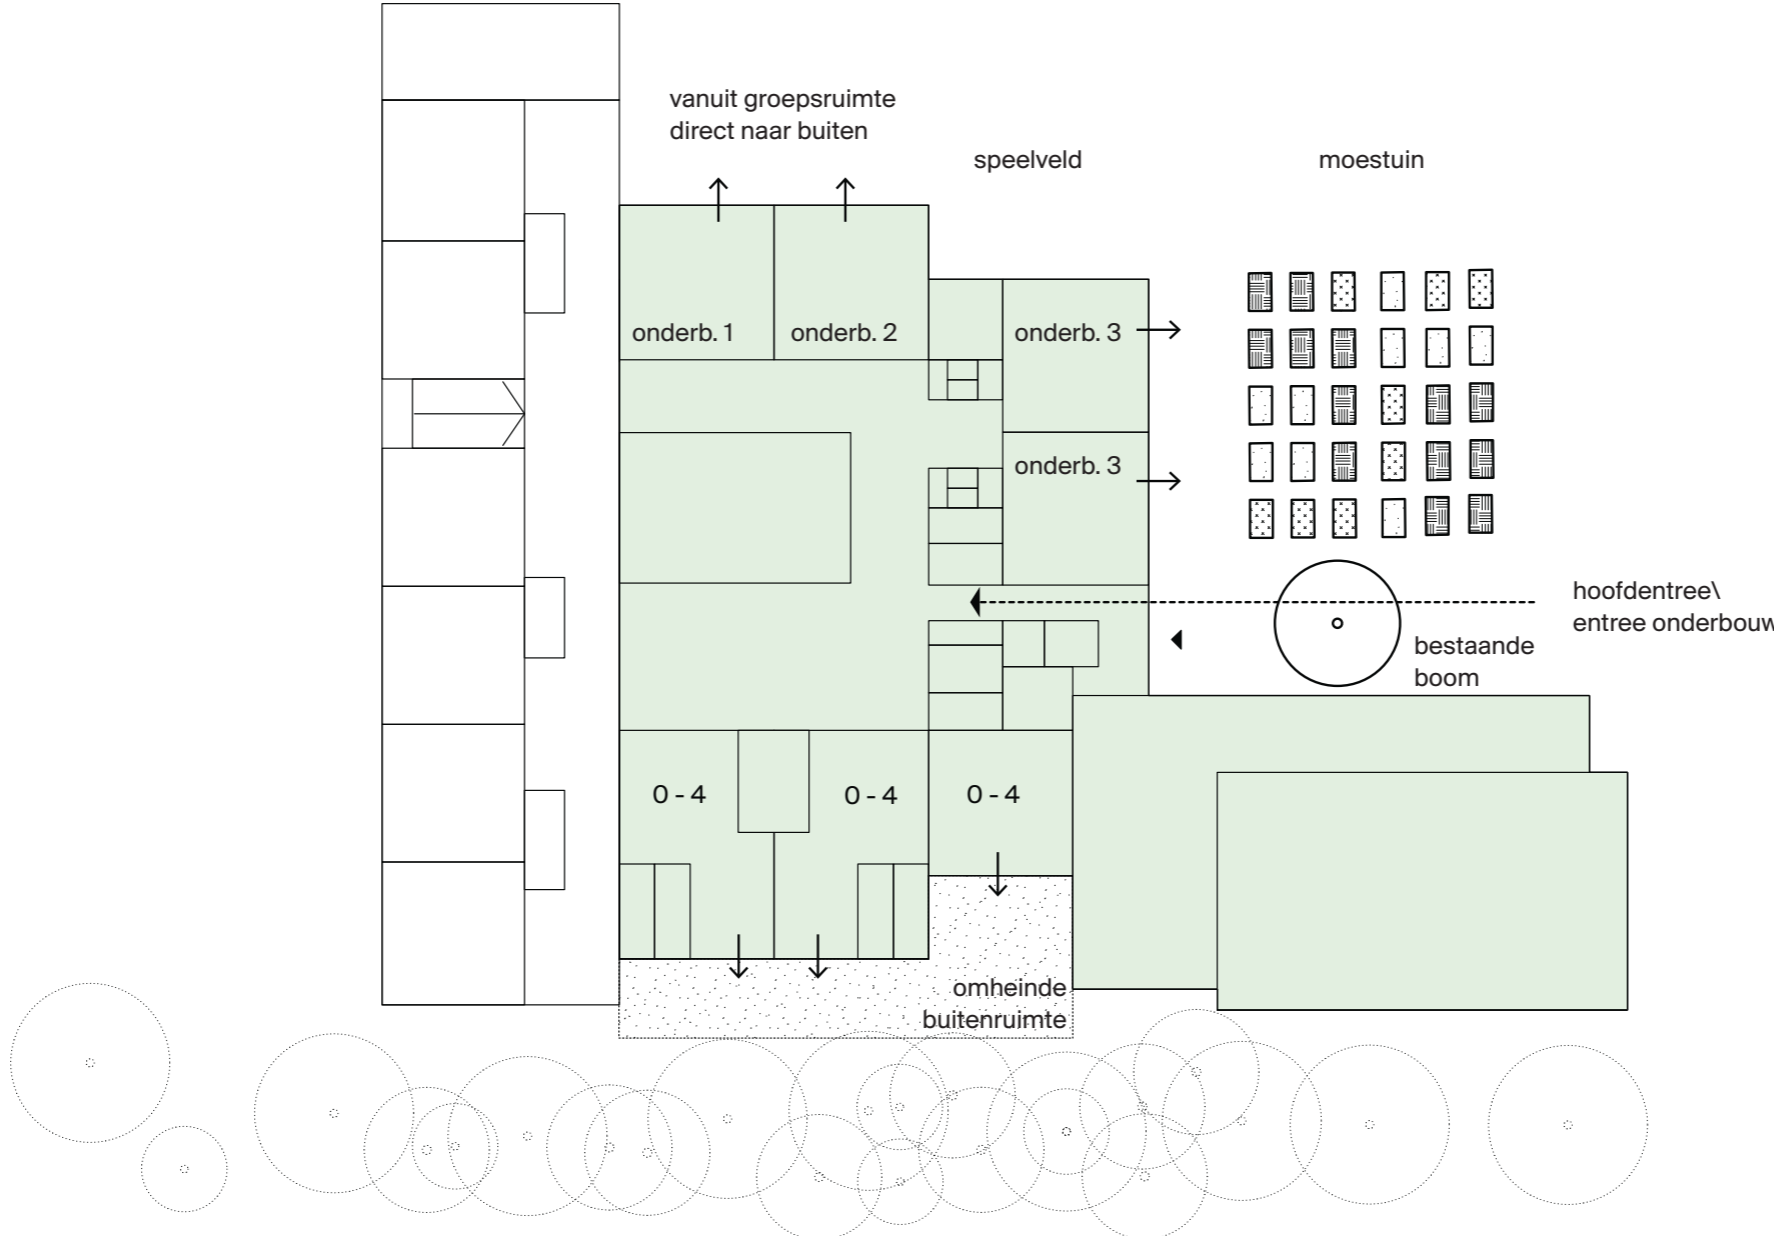 vanuit groepsruimte
direct naar buiten
speelveld
moestuin
onderb. 1
onderb. 2
onderb. 3
onderb. 3
hoofdentree\
entree onderbouw
bestaande
boom
0 - 4
0 - 4
0 - 4
omheinde
buitenruimte